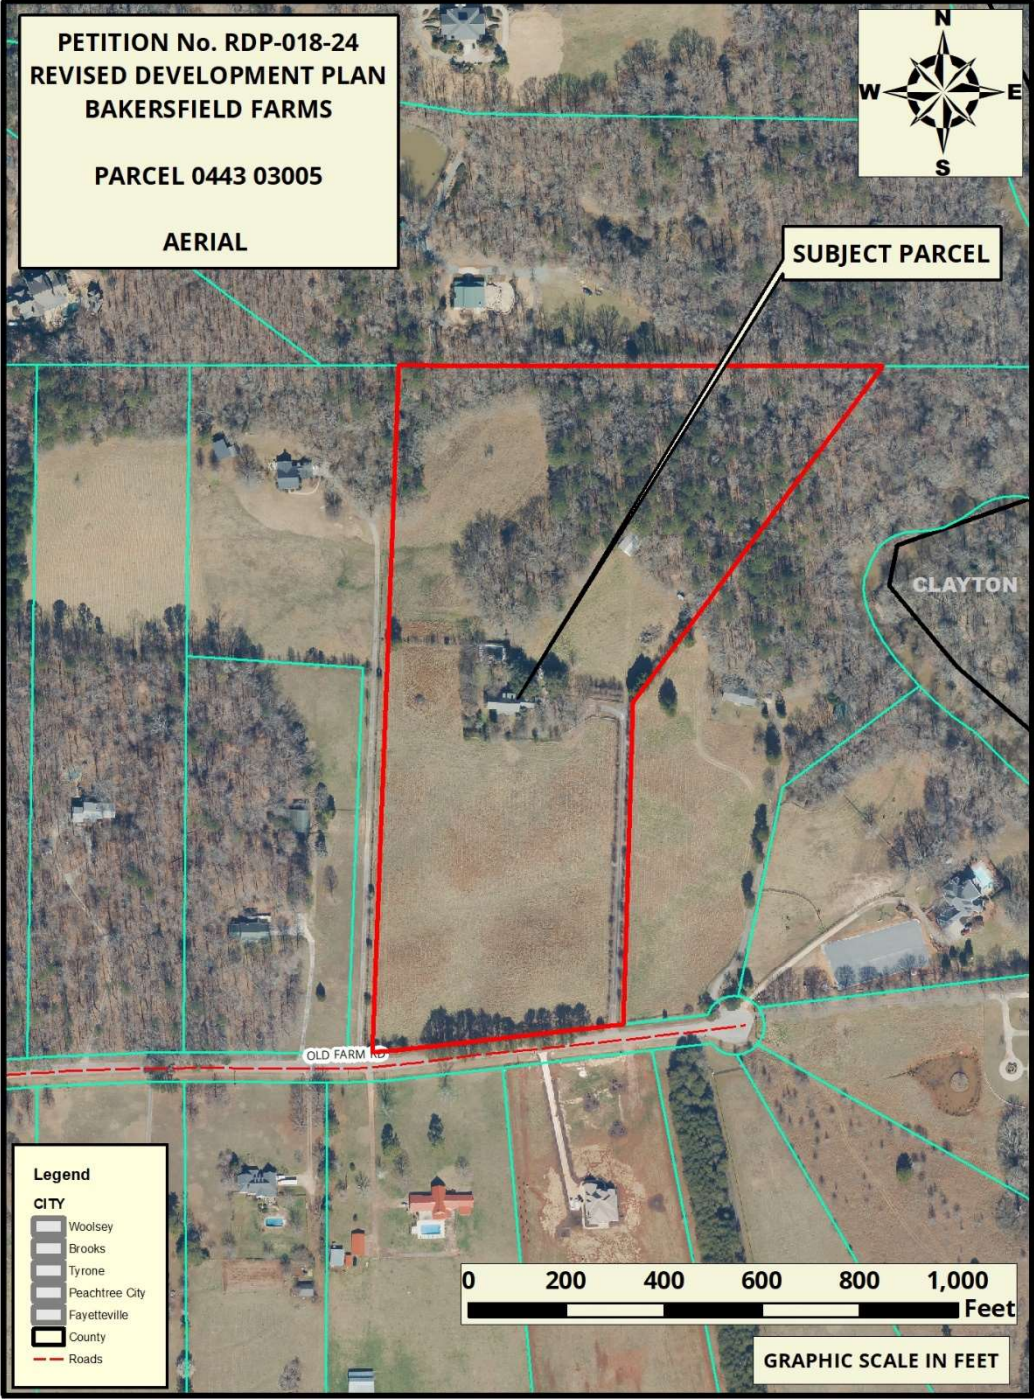 PETITION No. RDP-018-24
REVISED DEVELOPMENT PLAN
BAKERSFIELD FARMS
PARCEL 0443 03005
AERIAL
N
W
E
S
SUBJECT PARCEL
CLAYTON
OLD FARM RD
Legend
CITY
Woolsey
Brooks
Tyrone
Peachtree City
Fayetteville
County
Roads
0 200 400 600 800 1,000
Feet
GRAPHIC SCALE IN FEET